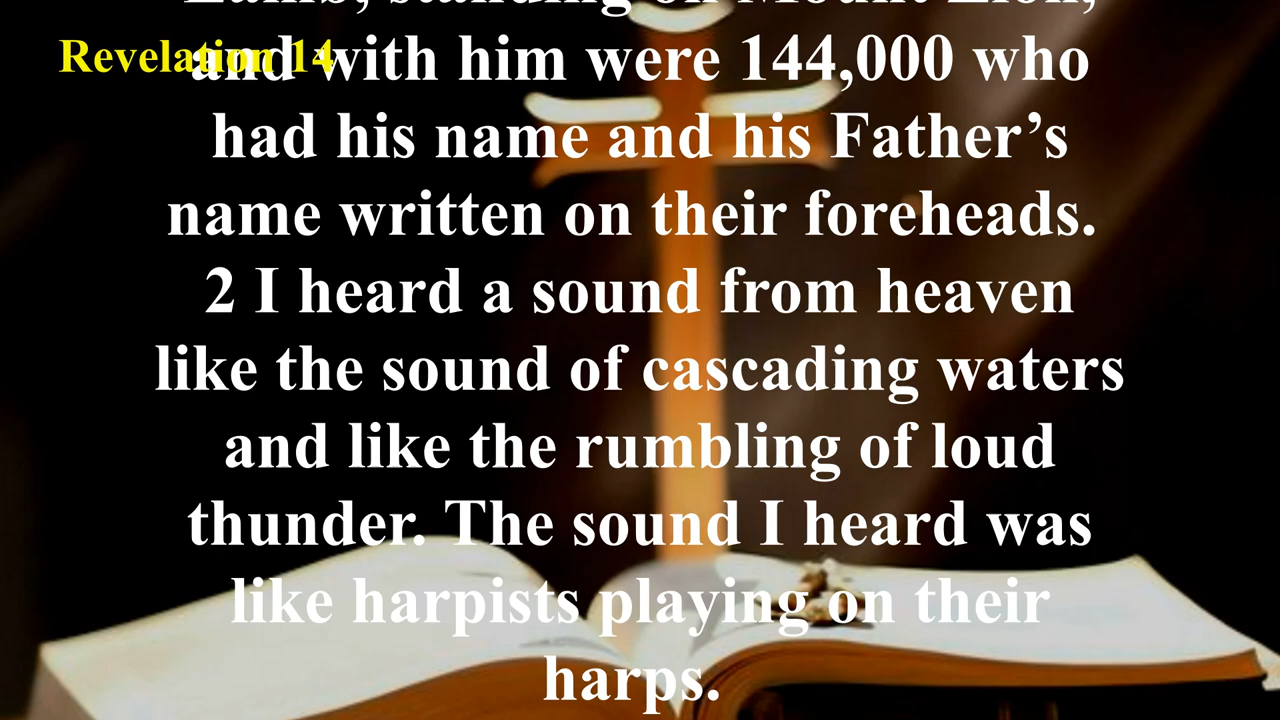 Lamb, standing on Mount Zion,
Revelation 14
and with him were 144,000 who
had his name and his Father’s
name written on their foreheads.
2 I heard a sound from heaven
like the sound of cascading waters
and like the rumbling of loud
thunder. The sound I heard was
like harpists playing on their
harps.